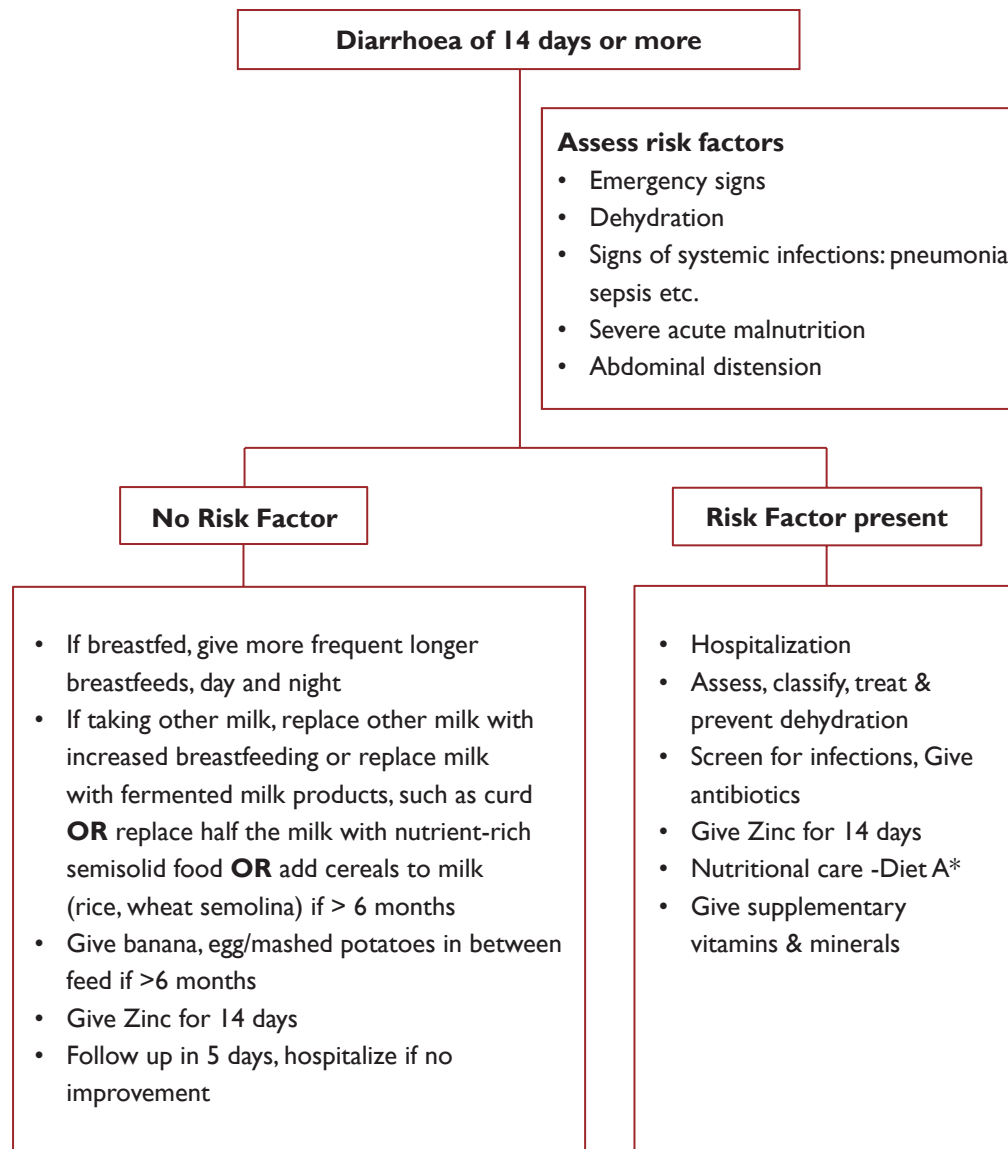 Diarrhoea of 14 days or more
Assess risk factors
• Emergency signs
• Dehydration
• Signs of systemic infections: pneumonia
sepsis etc.
• Severe acute malnutrition
• Abdominal distension
No Risk Factor
Risk Factor present
• If breastfed, give more frequent longer
breastfeeds, day and night
• If taking other milk, replace other milk with
increased breastfeeding or replace milk
with fermented milk products, such as curd
OR replace half the milk with nutrient-rich
semisolid food OR add cereals to milk
(rice, wheat semolina) if > 6 months
• Give banana, egg/mashed potatoes in between
feed if >6 months
• Give Zinc for 14 days
• Follow up in 5 days, hospitalize if no
improvement
• Hospitalization
• Assess, classify, treat &
prevent dehydration
• Screen for infections, Give
antibiotics
• Give Zinc for 14 days
• Nutritional care -Diet A*
• Give supplementary
vitamins & minerals